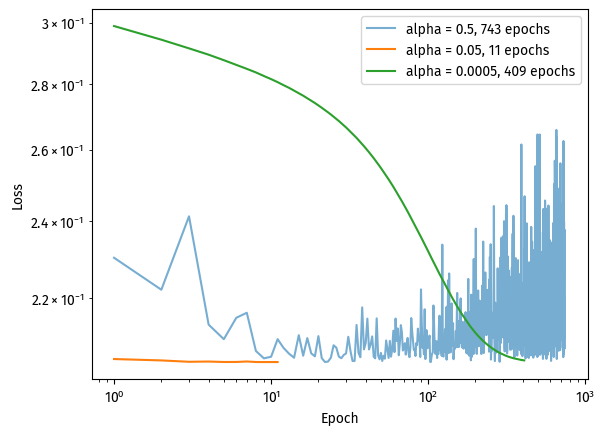 3 × 10⁻¹
2.8 × 10⁻¹
2.6 × 10⁻¹
2.4 × 10⁻¹
2.2 × 10⁻¹
Loss
alpha = 0.5, 743 epochs
alpha = 0.05, 11 epochs
alpha = 0.0005, 409 epochs
10⁰ 10¹ 10² 10³
Epoch